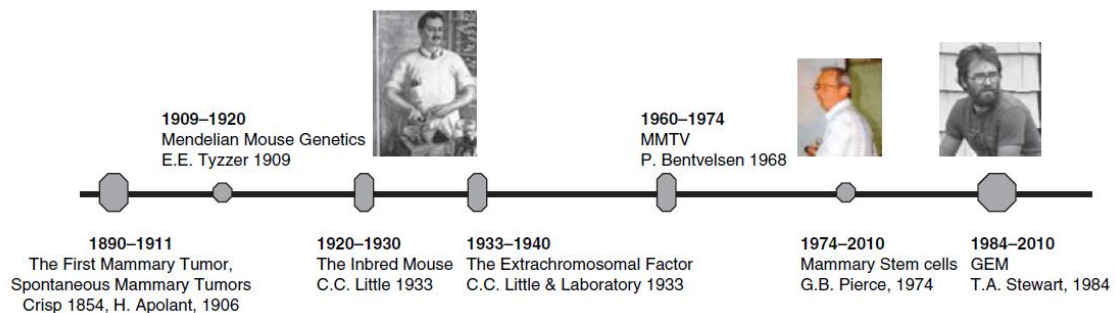 1909–1920
Mendelian Mouse Genetics
E.E. Tyzzer 1909
1960–1974
MMTV
P. Bentvelsen 1968
1890–1911
The First Mammary Tumor,
Spontaneous Mammary Tumors
Crisp 1854, H. Apolant, 1906
1920–1930
The Inbred Mouse
C.C. Little 1933
1933–1940
The Extrachromosomal Factor
C.C. Little & Laboratory 1933
1974–2010
Mammary Stem cells
G.B. Pierce, 1974
1984–2010
GEM
T.A. Stewart, 1984